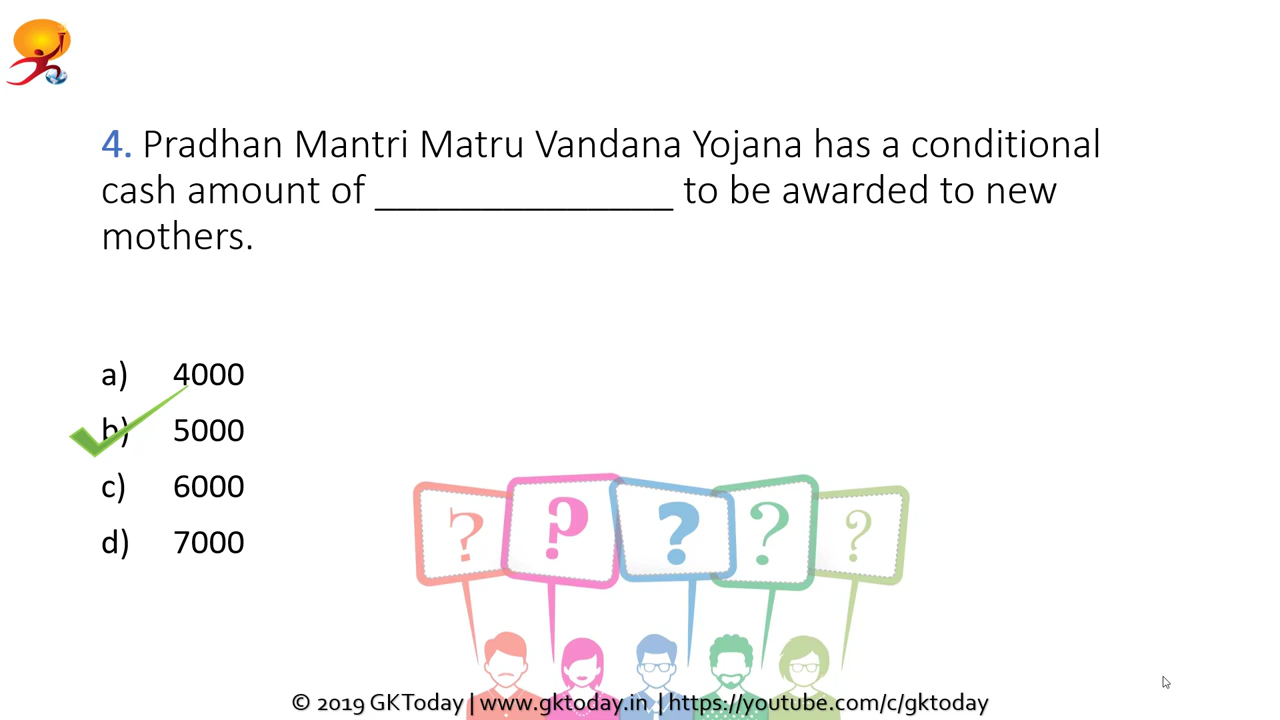 4. Pradhan Mantri Matru Vandana Yojana has a conditional
cash amount of ______________ to be awarded to new
mothers.
a) 4000
b) 5000
c) 6000
d) 7000
? ? ? ? ?
© 2019 GKToday | www.gktoday.in | https://youtube.com/c/gktoday